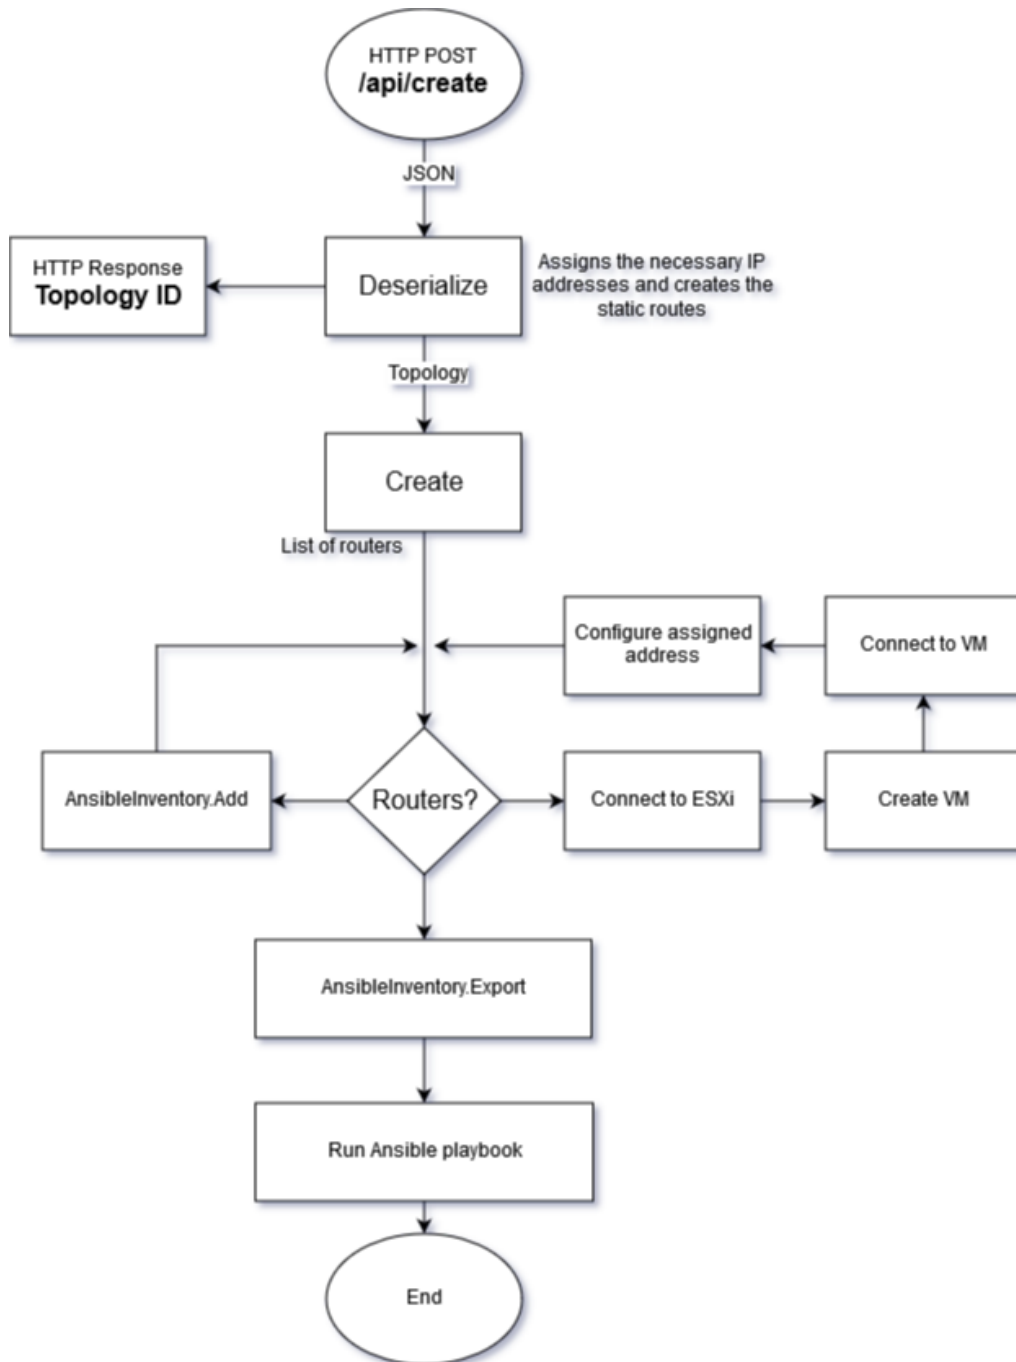 HTTP POST
/api/create
JSON
HTTP Response
Topology ID
Deserialize
Assigns the necessary IP
addresses and creates the
static routes
Topology
Create
List of routers
Configure assigned
address
Connect to VM
AnsibleInventory.Add
Routers?
Connect to ESXi
Create VM
AnsibleInventory.Export
Run Ansible playbook
End